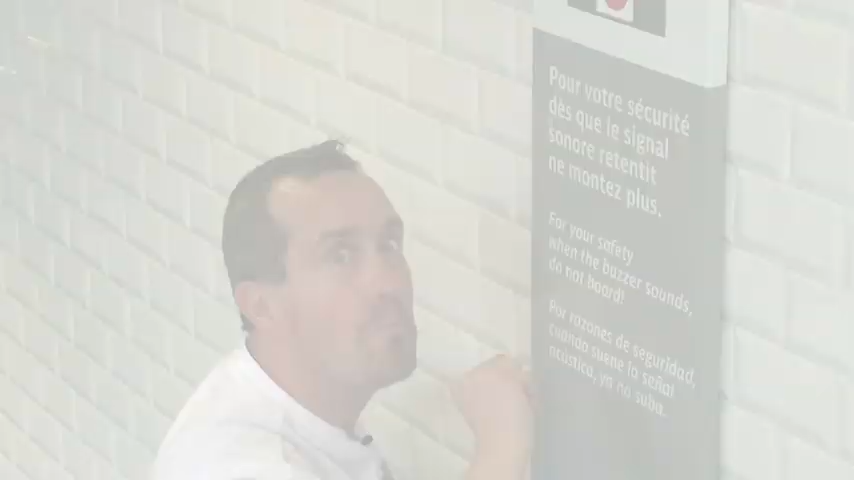 Pour votre sécurité
dès que le signal
sonore retentit
ne montez plus.
For your safety
when the buzzer sounds,
do not board!
Por razones de seguridad,
cuando suene la señal
acústica, ya no suba.